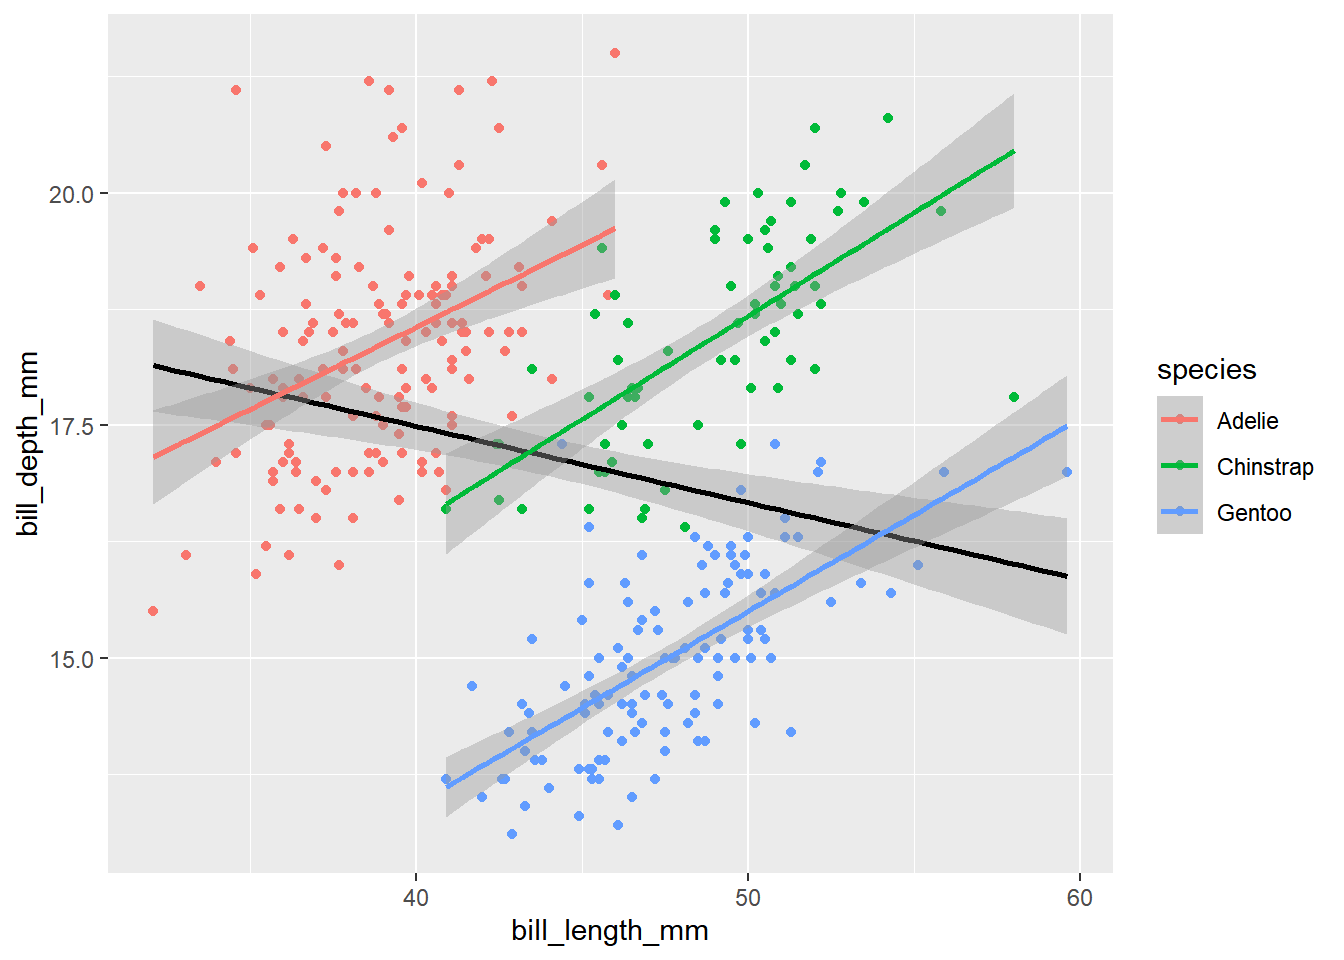 bill_depth_mm
20.0
17.5
15.0
40
50
60
bill_length_mm
species
Adelie
Chinstrap
Gentoo